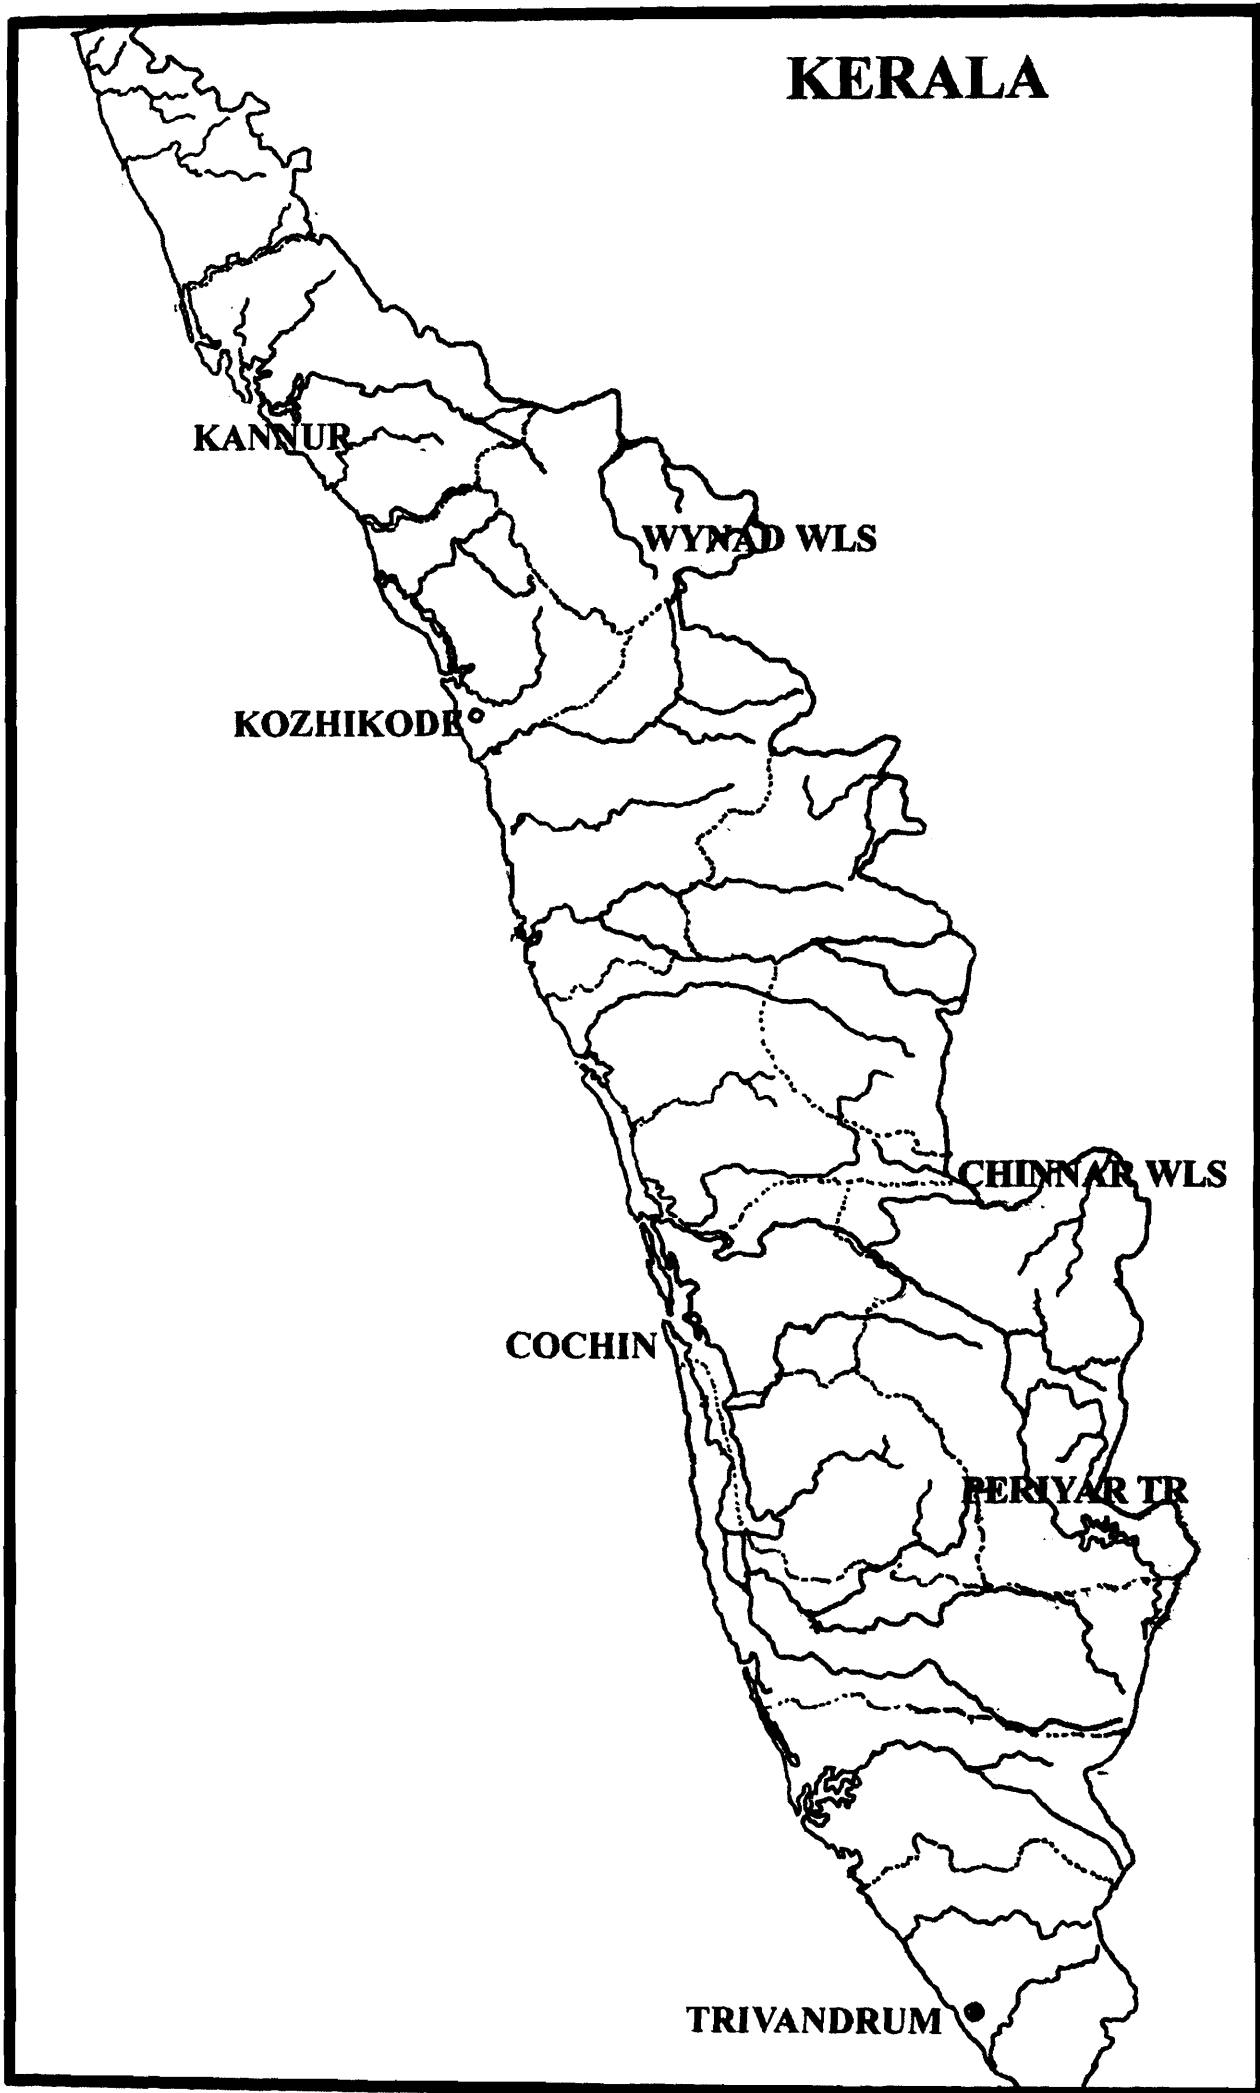 KERALA
KANNUR
WYNAD WLS
KOZHIKODE
CHINNAR WLS
COCHIN
PERIYAR TR
TRIVANDRUM